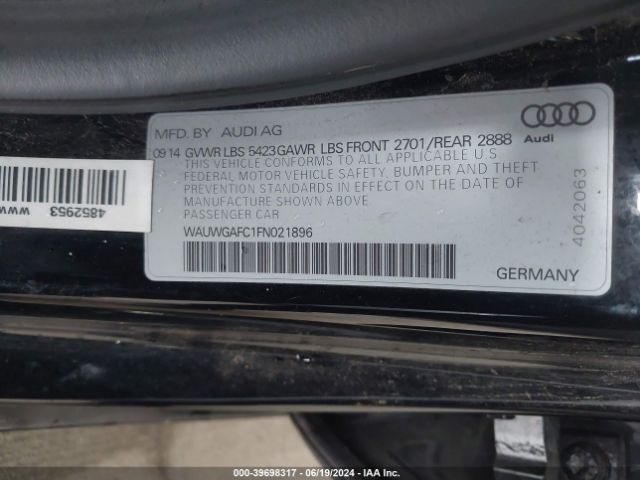 MFD. BY AUDI AG
09 14 GVWR LBS 5423GAWR LBS FRONT 2701/REAR 2888
THIS VEHICLE CONFORMS TO ALL APPLICABLE U.S
FEDERAL MOTOR VEHICLE SAFETY, BUMPER AND THEFT
PREVENTION STANDARDS IN EFFECT ON THE DATE OF
MANUFACTURE SHOWN ABOVE.
PASSENGER CAR
WAUWGAFC1FN021896
Audi
4042063
GERMANY
4852953
000-39698317 - 06/19/2024 - IAA Inc.